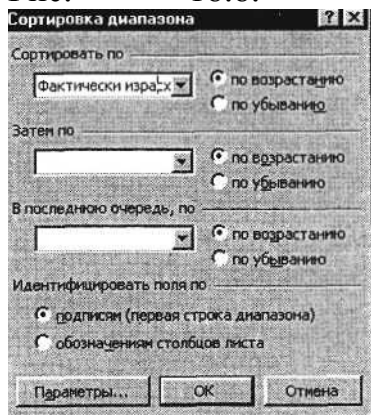 Сортировка диапазона
Сортировать по
Фактически изра,х
по возрастанию
по убыванию
Затем по
по возрастанию
по убыванию
В последнюю очередь, по
по возрастанию
по убыванию
Идентифицировать поля по
подписям (первая строка диапазона)
обозначениям столбцов листа
Параметры... OK Отмена